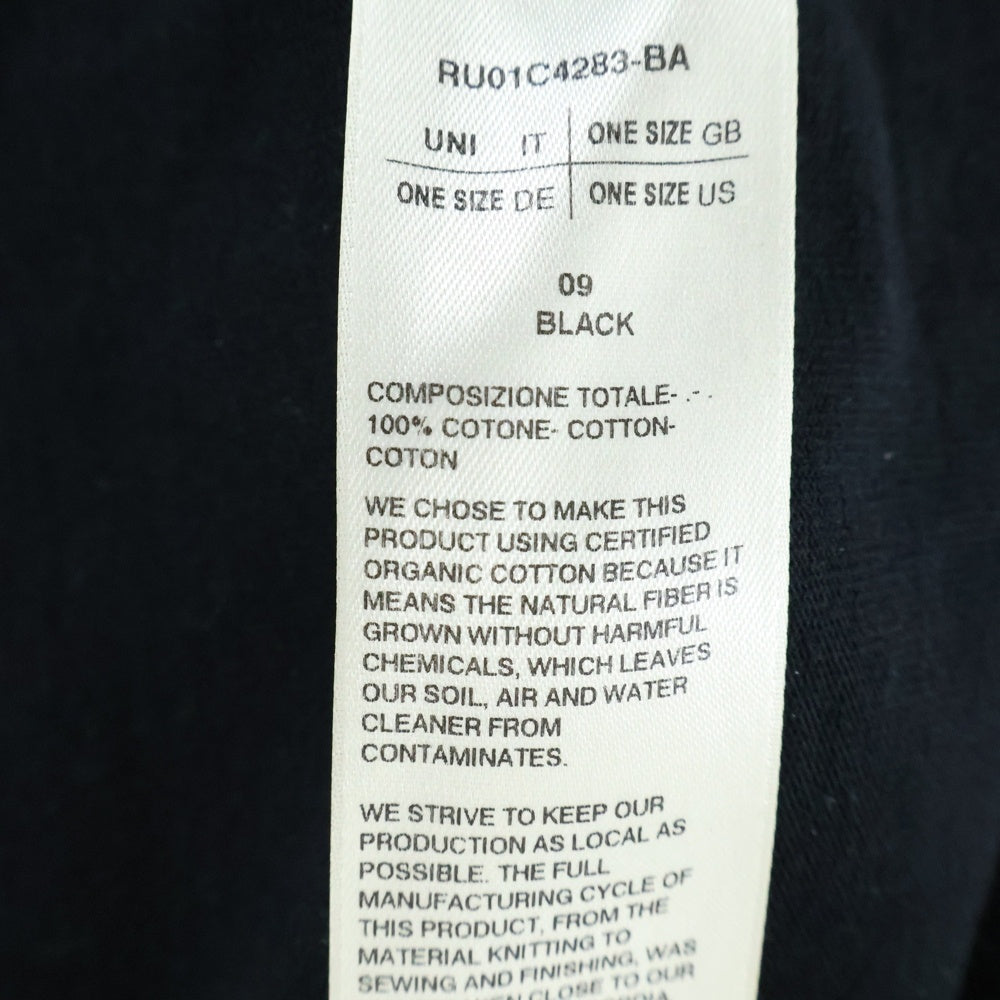 RU01C4283-BA
UNI IT ONE SIZE GB
ONE SIZE DE ONE SIZE US
09
BLACK
COMPOSIZIONE TOTALE- .-.
100% COTONE- COTTON-
COTON
WE CHOSE TO MAKE THIS
PRODUCT USING CERTIFIED
ORGANIC COTTON BECAUSE IT
MEANS THE NATURAL FIBER IS
GROWN WITHOUT HARMFUL
CHEMICALS, WHICH LEAVES
OUR SOIL, AIR AND WATER
CLEANER FROM
CONTAMINATES.
WE STRIVE TO KEEP OUR
PRODUCTION AS LOCAL AS
POSSIBLE. THE FULL
MANUFACTURING CYCLE OF
THIS PRODUCT, FROM THE
MATERIAL KNITTING TO
SEWING AND FINISHING, WAS
CLOSE TO OUR